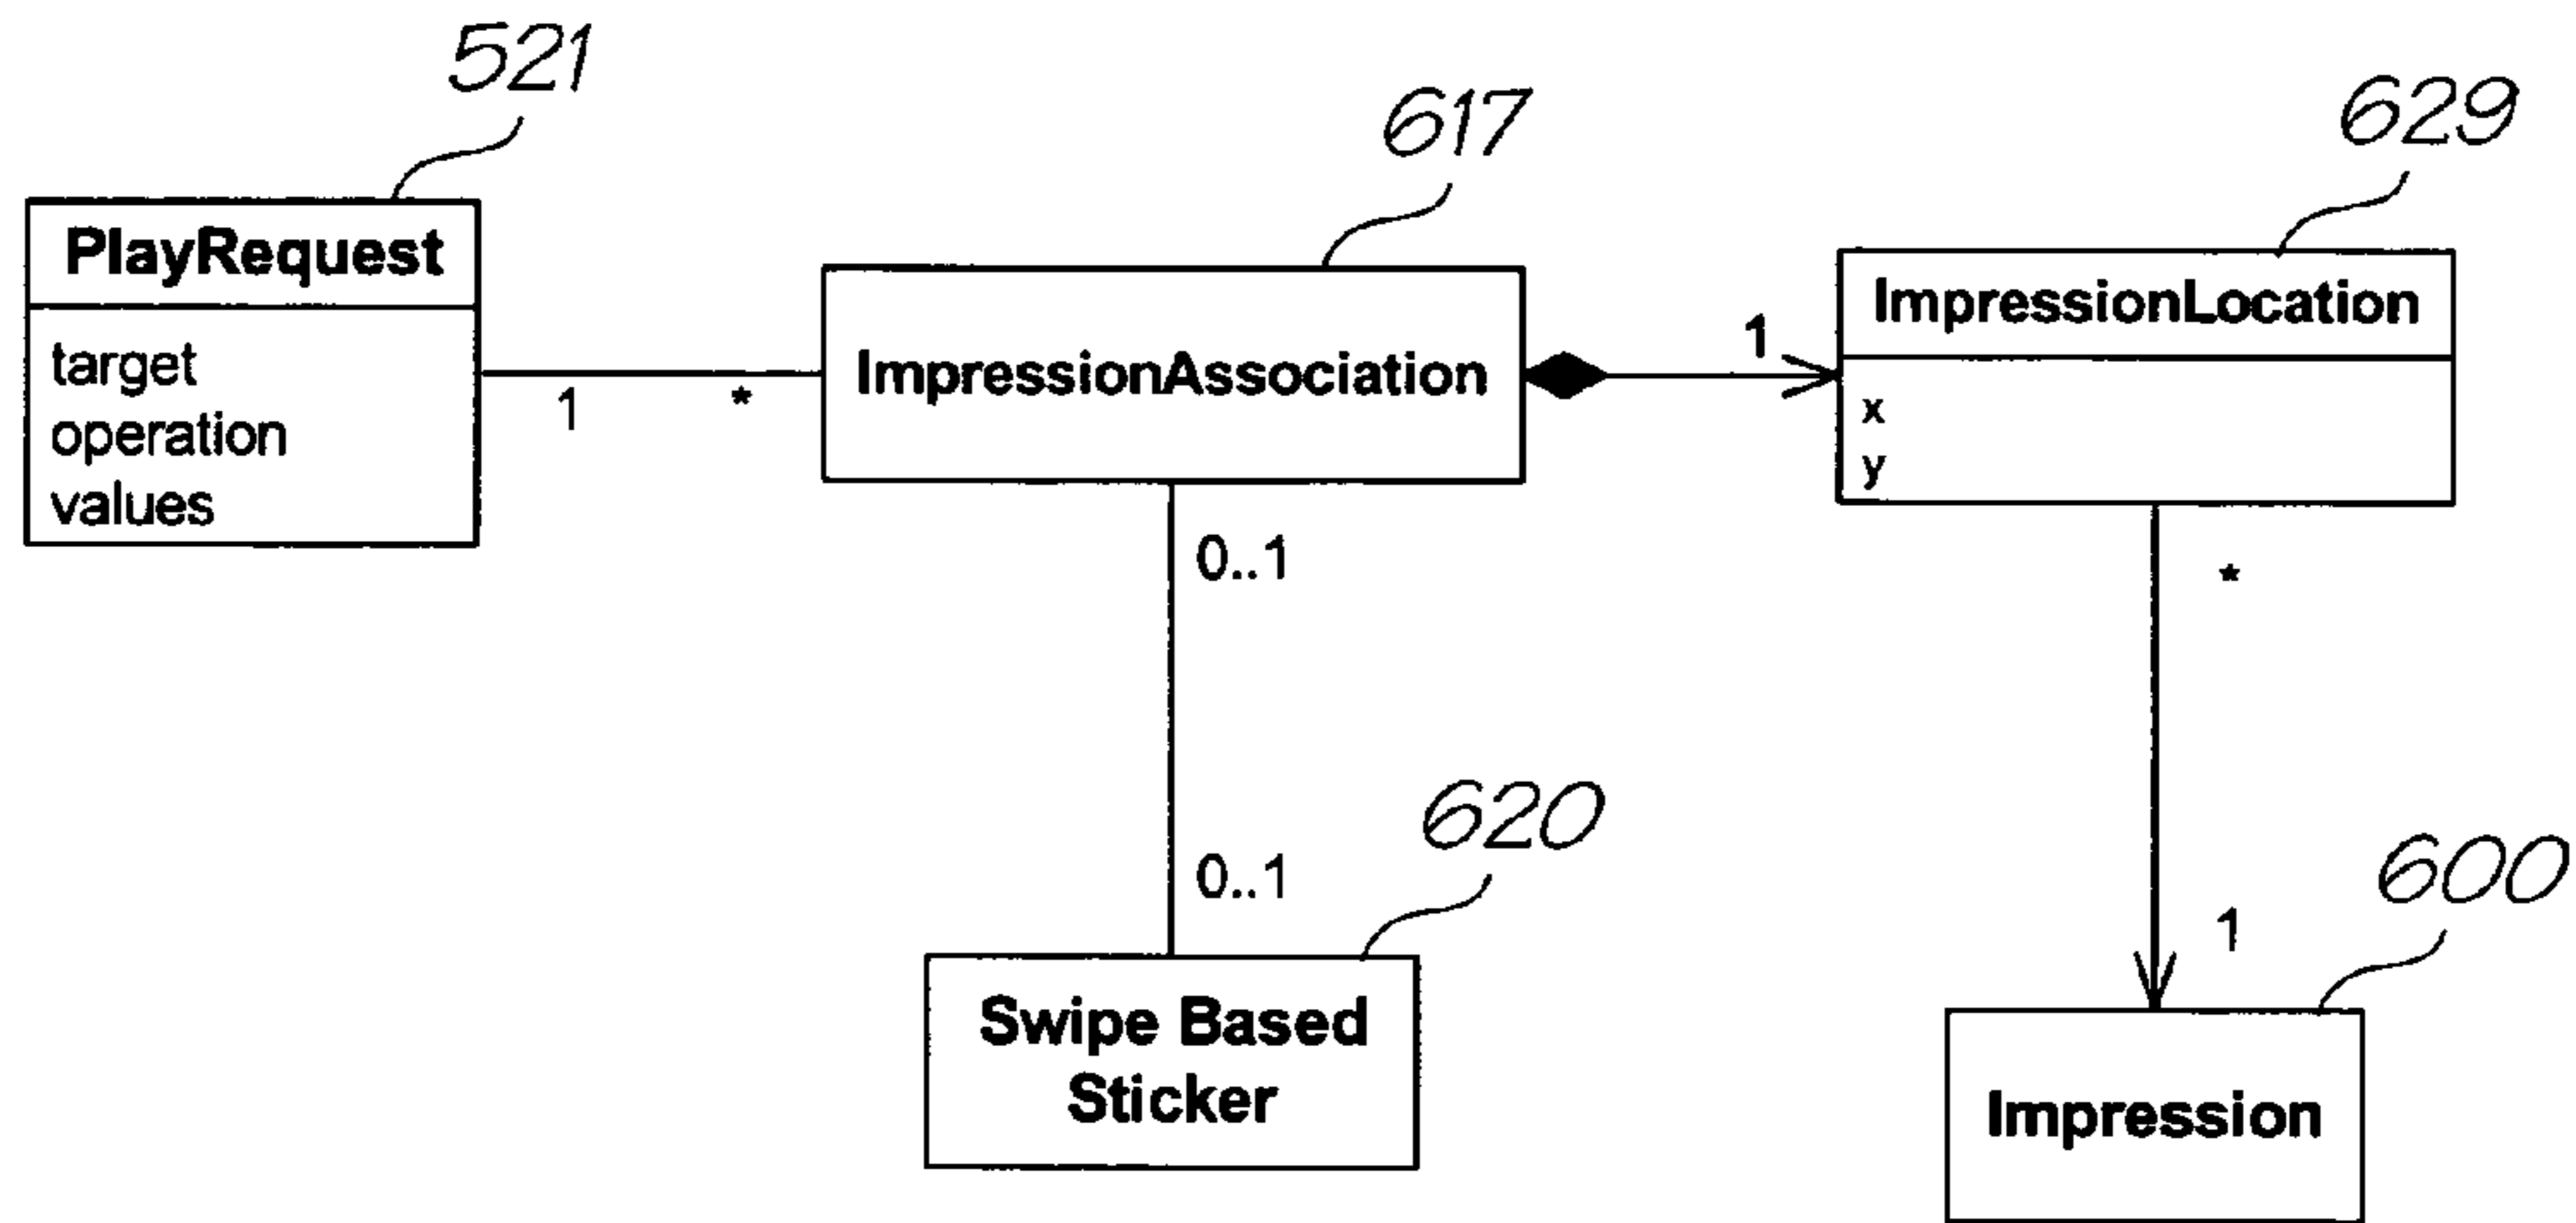 521
617
629
PlayRequest
target
operation
values
1
*
ImpressionAssociation
1
ImpressionLocation
x
y
0..1
0..1
*
1
620
600
Swipe Based
Sticker
Impression